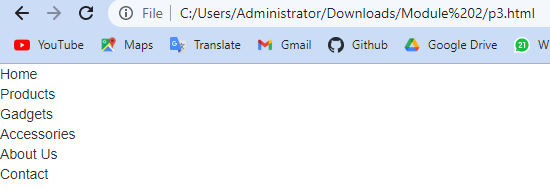 File C:/Users/Administrator/Downloads/Module%202/p3.html
YouTube Maps Translate Gmail Github Google Drive 21 W
Home
Products
Gadgets
Accessories
About Us
Contact